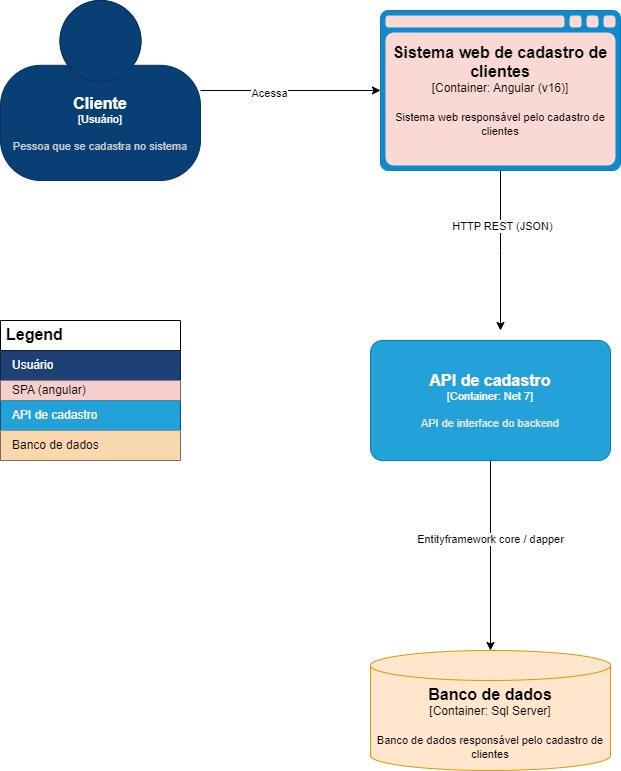 Cliente
[Usuário]
Pessoa que se cadastra no sistema
Acessa
Sistema web de cadastro de
clientes
[Container: Angular (v16)]
Sistema web responsável pelo cadastro de
clientes
HTTP REST (JSON)
Legend
Usuário
SPA (angular)
API de cadastro
Banco de dados
API de cadastro
[Container: Net 7]
API de interface do backend
Entityframework core / dapper
Banco de dados
[Container: Sql Server]
Banco de dados responsável pelo cadastro de
clientes